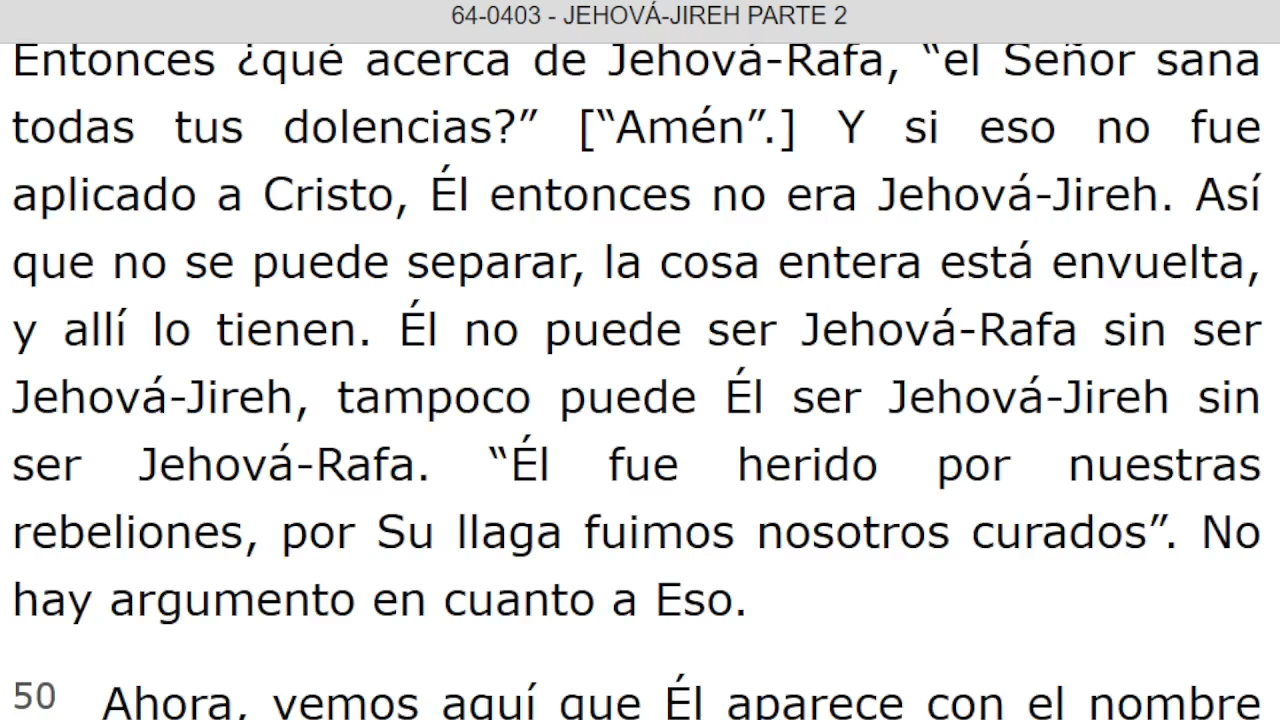 64-0403 - JEHOVÁ-JIREH PARTE 2
Entonces ¿qué acerca de Jehová-Rafa, “el Señor sana
todas tus dolencias?” [“Amén”.] Y si eso no fue
aplicado a Cristo, Él entonces no era Jehová-Jireh. Así
que no se puede separar, la cosa entera está envuelta,
y allí lo tienen. Él no puede ser Jehová-Rafa sin ser
Jehová-Jireh, tampoco puede Él ser Jehová-Jireh sin
ser Jehová-Rafa. “Él fue herido por nuestras
rebeliones, por Su llaga fuimos nosotros curados”. No
hay argumento en cuanto a Eso.
50 Ahora, vemos aquí que Él aparece con el nombre